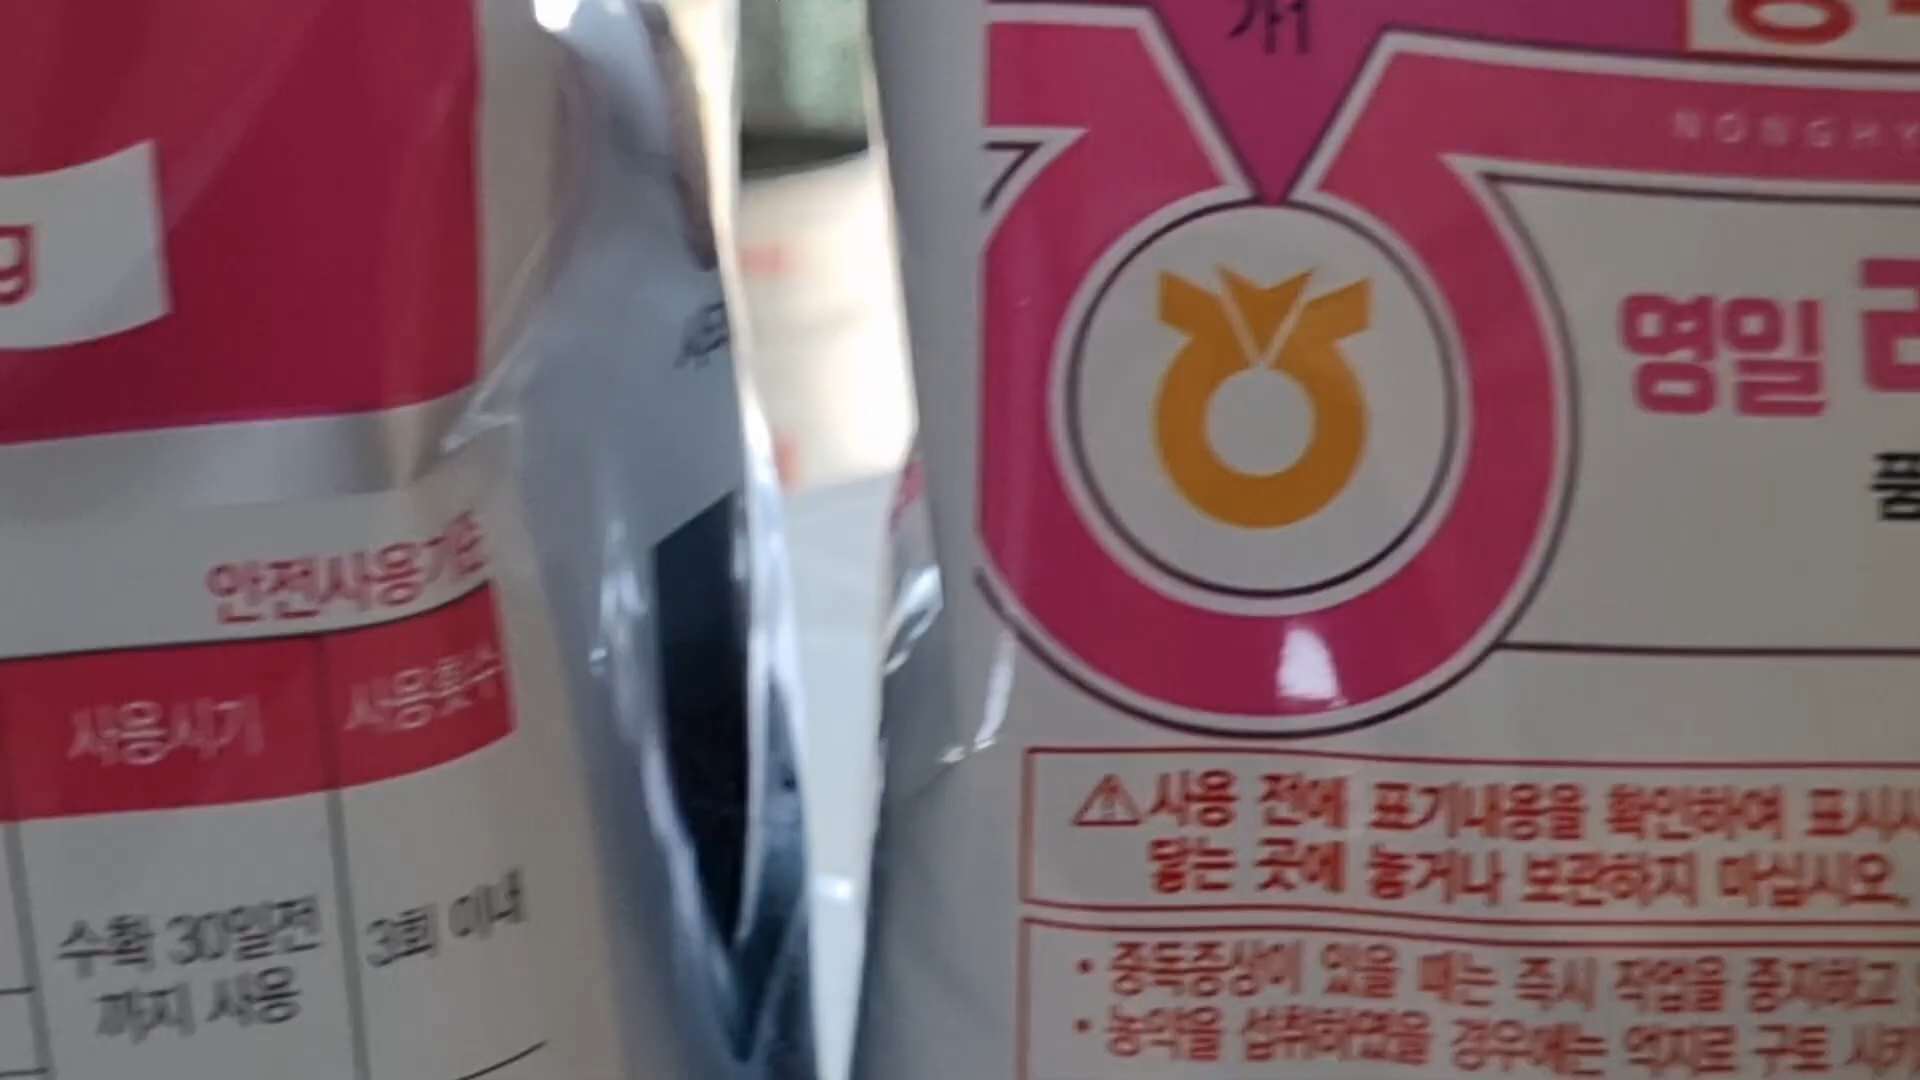 g
안전사용기준
사용시기
사용횟수
수확 30일전
까지 사용
3회 이내
NONGHY
영일
품
⚠사용 전에 표기내용을 확인하여 표시사
닿는 곳에 놓거나 보관하지 마십시오.
• 중독증상이 있을 때는 즉시 작업을 중지하고
• 농약을 섭취하였을 경우에는 억지로 구토 시키